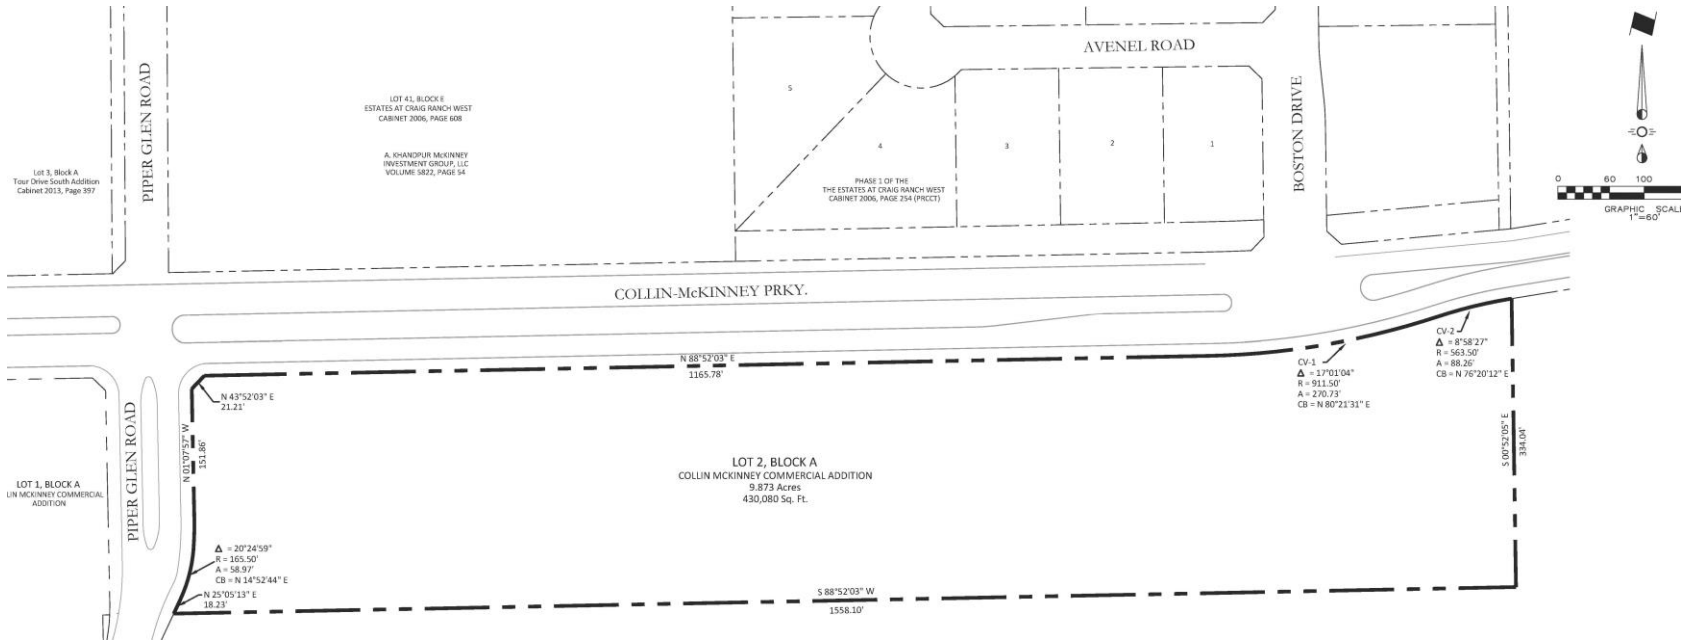 AVENEL ROAD
PIPER GLEN ROAD
BOSTON DRIVE
LOT 41, BLOCK E
ESTATES AT CRAIG RANCH WEST
CABINET 2006, PAGE 608
A. KHANDPUR McKINNEY
INVESTMENT GROUP, LLC
VOLUME 5822, PAGE 54
5
4
3
2
1
Lot 3, Block A
Tour Drive South Addition
Cabinet 2013, Page 397
PHASE 1 OF THE
THE ESTATES AT CRAIG RANCH WEST
CABINET 2006, PAGE 254 (PRCCT)
0 60 100
GRAPHIC SCALE
1"=60'
COLLIN-McKINNEY PRKY.
N 88°52'03" E
1165.78'
CV-2
Δ = 8°58'27"
R = 563.50'
A = 88.26'
CB = N 76°20'12" E
CV-1
Δ = 17°01'04"
R = 911.50'
A = 270.73'
CB = N 80°21'31" E
N 43°52'03" E
21.21'
N 01°07'57" W
151.86'
S 00°52'05" E
334.04'
PIPER GLEN ROAD
LOT 2, BLOCK A
COLLIN MCKINNEY COMMERCIAL ADDITION
9.873 Acres
430,080 Sq. Ft.
LOT 1, BLOCK A
LIN MCKINNEY COMMERCIAL
ADDITION
Δ = 20°24'59"
R = 165.50'
A = 58.97'
CB = N 14°52'44" E
N 25°05'13" E
18.23'
S 88°52'03" W
1558.10'